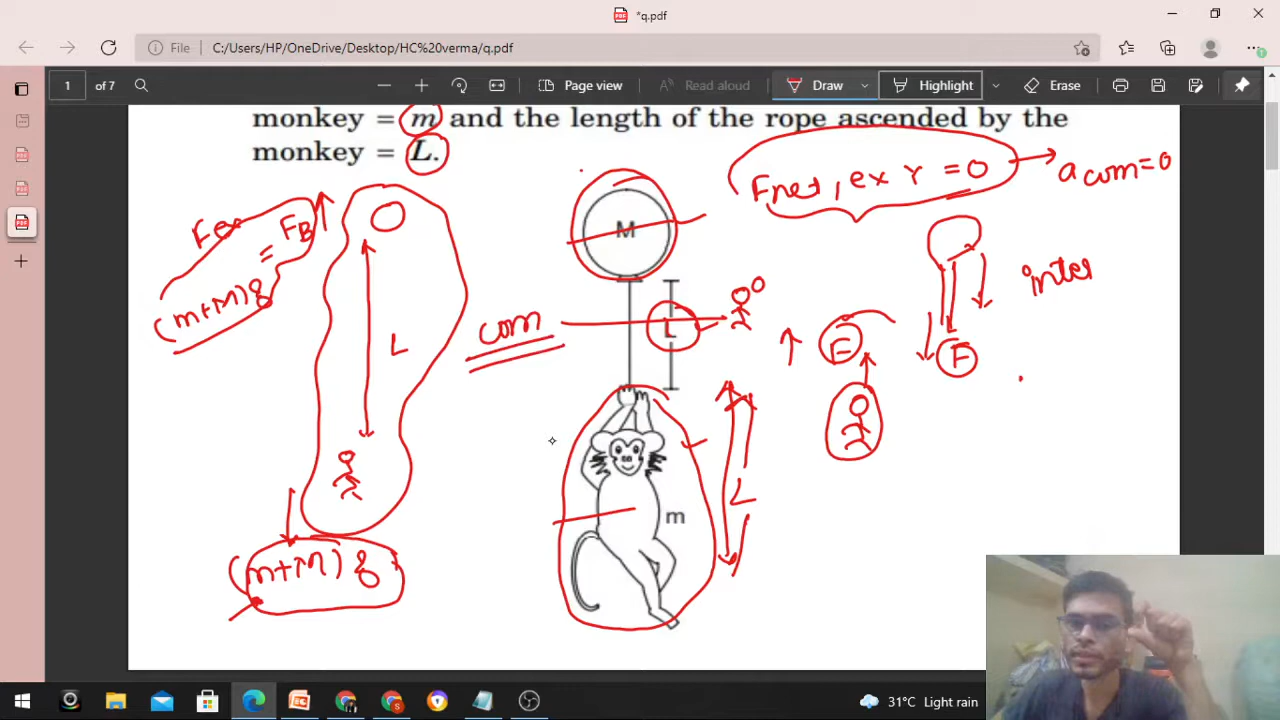 *q.pdf
File C:/Users/HP/OneDrive/Desktop/HC%20verma/q.pdf
1 of 7 Page view Read aloud Draw Highlight Erase
monkey = m and the length of the rope ascended by the
monkey = L.
Fnet, ex r = 0 → a com = 0
Fex = FB
(m+M)g
M
L
com
L
inter
F
F
L
m
(m+M)g
31°C Light rain